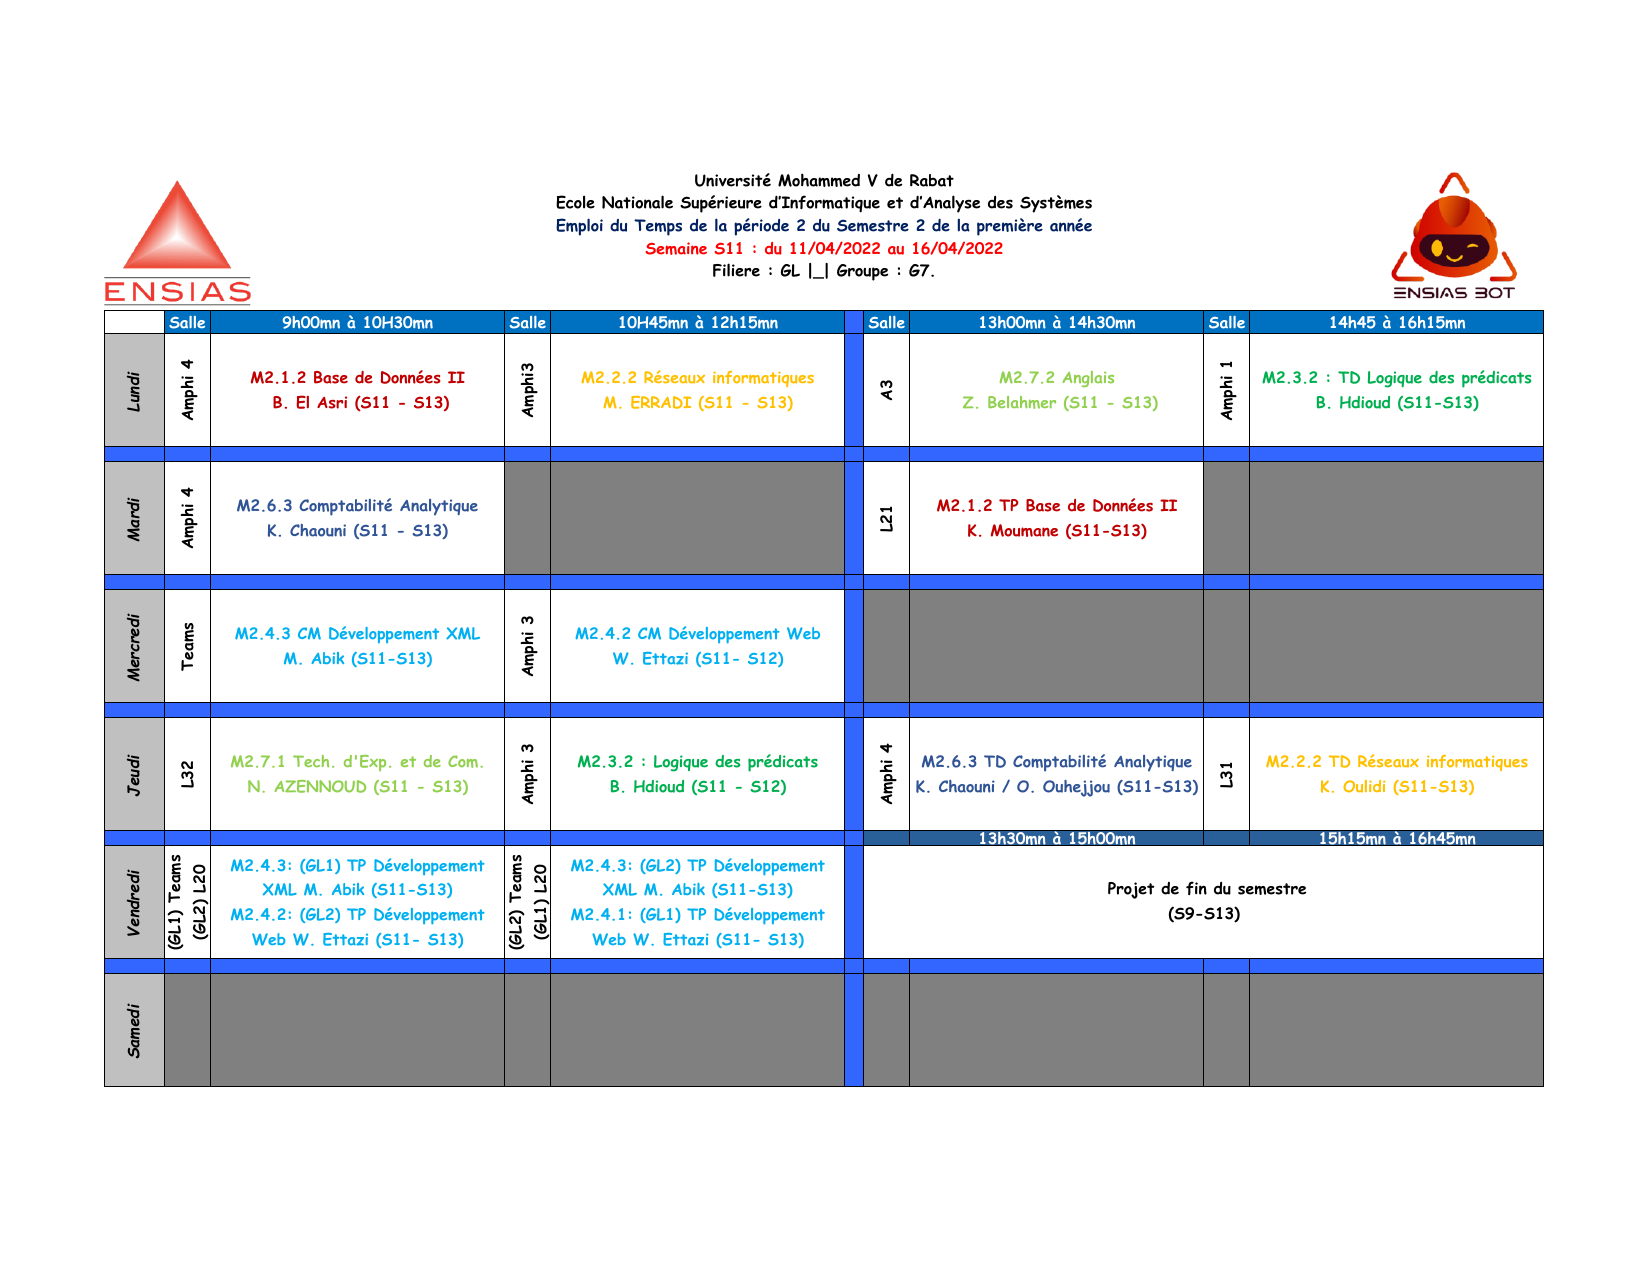 Université Mohammed V de Rabat
Ecole Nationale Supérieure d’Informatique et d’Analyse des Systèmes
Emploi du Temps de la période 2 du Semestre 2 de la première année
Semaine S11 : du 11/04/2022 au 16/04/2022
Filiere : GL |_| Groupe : G7.
ENSIAS
ENSIAS BOT
Salle
9h00mn à 10H30mn
Salle
10H45mn à 12h15mn
Salle
13h00mn à 14h30mn
Salle
14h45 à 16h15mn
Lundi
Amphi 4
M2.1.2 Base de Données II
B. El Asri (S11 - S13)
Amphi3
M2.2.2 Réseaux informatiques
M. ERRADI (S11 - S13)
A3
M2.7.2 Anglais
Z. Belahmer (S11 - S13)
Amphi 1
M2.3.2 : TD Logique des prédicats
B. Hdioud (S11-S13)
Mardi
Amphi 4
M2.6.3 Comptabilité Analytique
K. Chaouni (S11 - S13)
L21
M2.1.2 TP Base de Données II
K. Moumane (S11-S13)
Mercredi
Teams
M2.4.3 CM Développement XML
M. Abik (S11-S13)
Amphi 3
M2.4.2 CM Développement Web
W. Ettazi (S11- S12)
Jeudi
L32
M2.7.1 Tech. d'Exp. et de Com.
N. AZENNOUD (S11 - S13)
Amphi 3
M2.3.2 : Logique des prédicats
B. Hdioud (S11 - S12)
Amphi 4
M2.6.3 TD Comptabilité Analytique
K. Chaouni / O. Ouhejjou (S11-S13)
L31
M2.2.2 TD Réseaux informatiques
K. Oulidi (S11-S13)
13h30mn à 15h00mn
15h15mn à 16h45mn
Vendredi
(GL1) Teams
(GL2) L20
M2.4.3: (GL1) TP Développement
XML M. Abik (S11-S13)
M2.4.2: (GL2) TP Développement
Web W. Ettazi (S11- S13)
(GL2) Teams
(GL1) L20
M2.4.3: (GL2) TP Développement
XML M. Abik (S11-S13)
M2.4.1: (GL1) TP Développement
Web W. Ettazi (S11- S13)
Projet de fin du semestre
(S9-S13)
Samedi